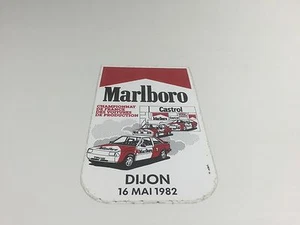 Marlboro
CHAMPIONNAT
DE FRANCE
DES VOITURES
DE PRODUCTION
Castrol
DIJON
16 MAI 1982